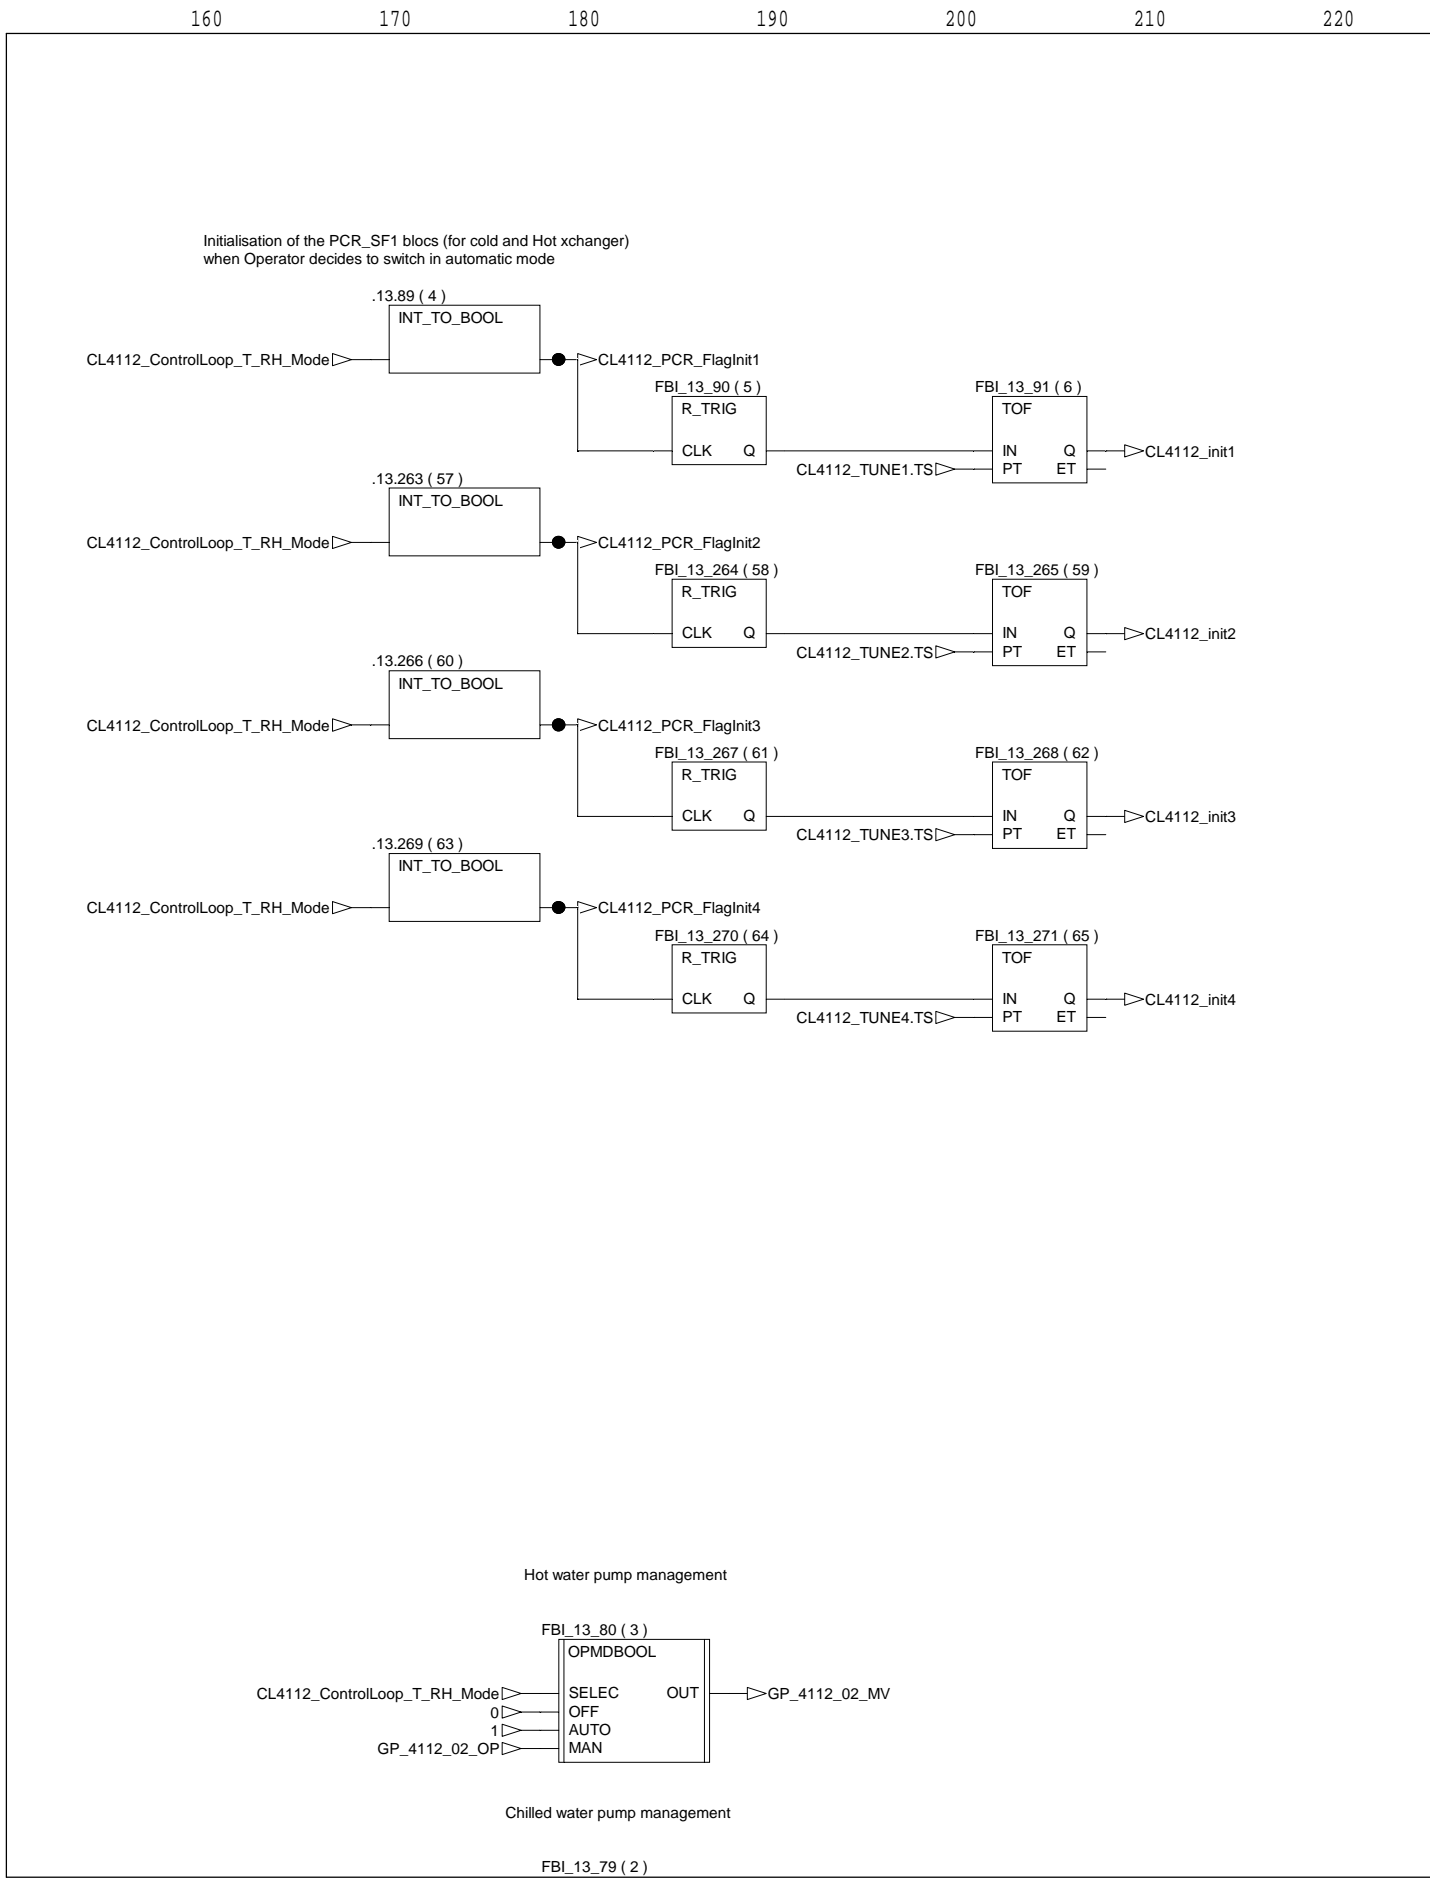 160 170 180 190 200 210 220
Initialisation of the PCR_SF1 blocs (for cold and Hot xchanger)
when Operator decides to switch in automatic mode
.13.89 ( 4 )
INT_TO_BOOL
CL4112_ControlLoop_T_RH_Mode CL4112_PCR_FlagInit1
FBI_13_90 ( 5 ) FBI_13_91 ( 6 )
R_TRIG TOF
CLK Q IN Q CL4112_init1
CL4112_TUNE1.TS PT ET
.13.263 ( 57 )
INT_TO_BOOL
CL4112_ControlLoop_T_RH_Mode CL4112_PCR_FlagInit2
FBI_13_264 ( 58 ) FBI_13_265 ( 59 )
R_TRIG TOF
CLK Q IN Q CL4112_init2
CL4112_TUNE2.TS PT ET
.13.266 ( 60 )
INT_TO_BOOL
CL4112_ControlLoop_T_RH_Mode CL4112_PCR_FlagInit3
FBI_13_267 ( 61 ) FBI_13_268 ( 62 )
R_TRIG TOF
CLK Q IN Q CL4112_init3
CL4112_TUNE3.TS PT ET
.13.269 ( 63 )
INT_TO_BOOL
CL4112_ControlLoop_T_RH_Mode CL4112_PCR_FlagInit4
FBI_13_270 ( 64 ) FBI_13_271 ( 65 )
R_TRIG TOF
CLK Q IN Q CL4112_init4
CL4112_TUNE4.TS PT ET
Hot water pump management
FBI_13_80 ( 3 )
OPMDBOOL
CL4112_ControlLoop_T_RH_Mode SELEC OUT GP_4112_02_MV
0 OFF
1 AUTO
GP_4112_02_OP MAN
Chilled water pump management
FBI_13_79 ( 2 )